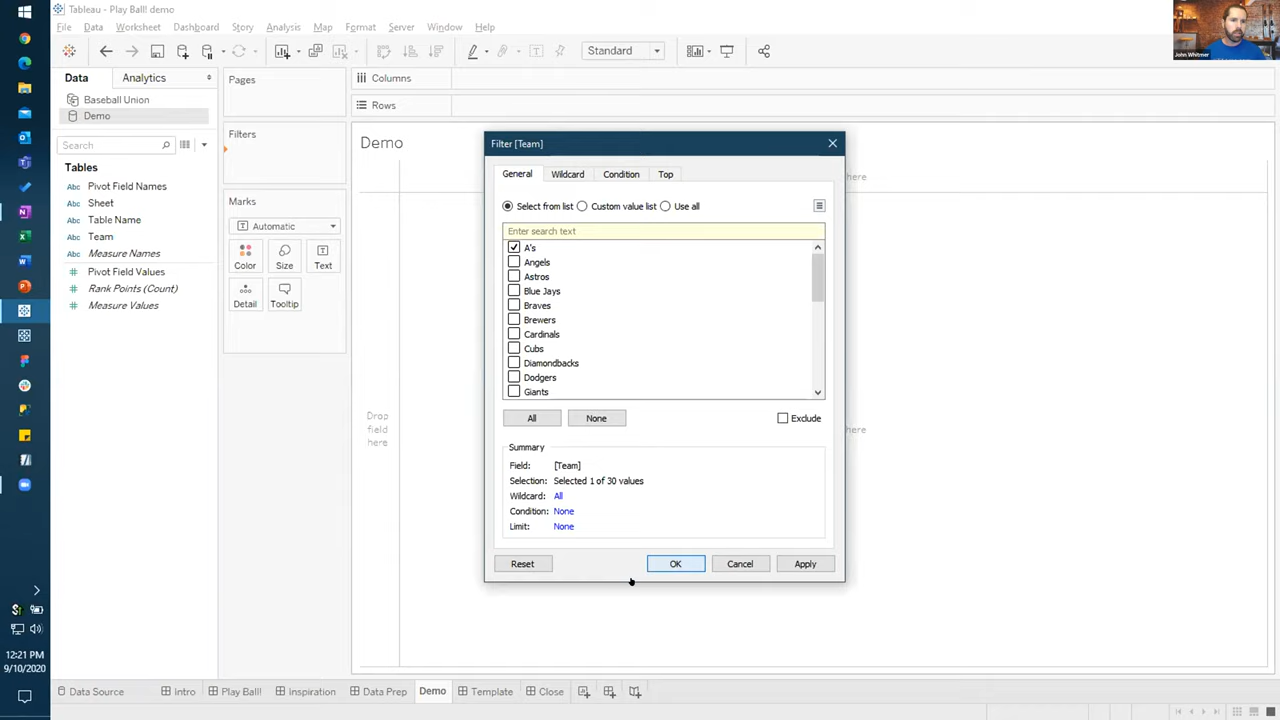 Tableau - Play Ball! demo
File Data Worksheet Dashboard Story Analysis Map Format Server Window Help
Standard
John Whitmer
Data Analytics
Pages
Columns
Baseball Union
Demo
Rows
Filters
Search
Demo
Tables
Pivot Field Names
Sheet
Table Name
Team
Measure Names
Pivot Field Values
Rank Points (Count)
Measure Values
Marks
Automatic
Color Size Text
Detail Tooltip
Filter [Team]
General Wildcard Condition Top
Select from list Custom value list Use all
Enter search text
A's
Angels
Astros
Blue Jays
Braves
Brewers
Cardinals
Cubs
Diamondbacks
Dodgers
Giants
All None Exclude
Summary
Field: [Team]
Selection: Selected 1 of 30 values
Wildcard: All
Condition: None
Limit: None
Reset OK Cancel Apply
here
Drop
field
here
here
12:21 PM
9/10/2020
Data Source Intro Play Ball! Inspiration Data Prep Demo Template Close